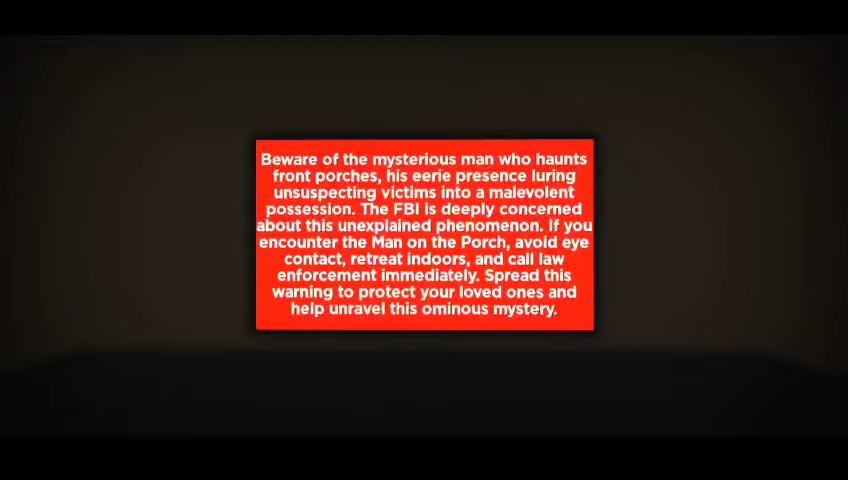 Beware of the mysterious man who haunts
front porches, his eerie presence luring
unsuspecting victims into a malevolent
possession. The FBI is deeply concerned
about this unexplained phenomenon. If you
encounter the Man on the Porch, avoid eye
contact, retreat indoors, and call law
enforcement immediately. Spread this
warning to protect your loved ones and
help unravel this ominous mystery.